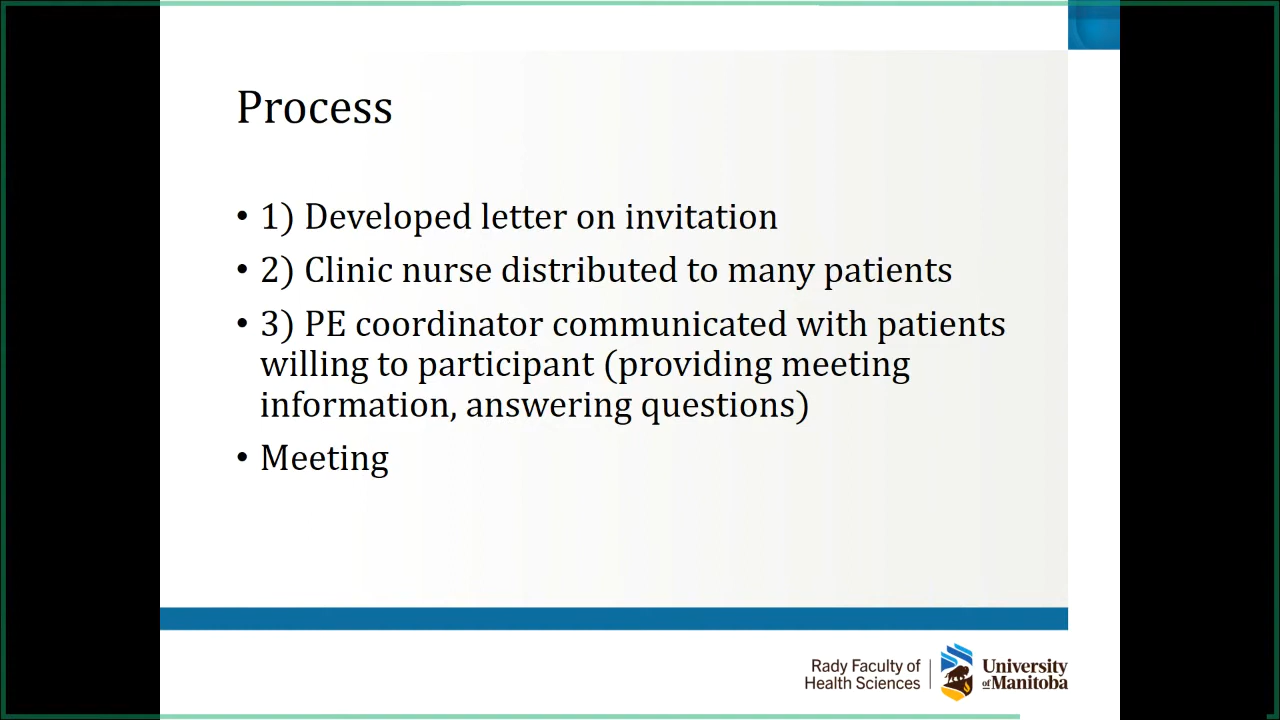 Process
• 1) Developed letter on invitation
• 2) Clinic nurse distributed to many patients
• 3) PE coordinator communicated with patients
willing to participant (providing meeting
information, answering questions)
• Meeting
Rady Faculty of
Health Sciences
University
of Manitoba